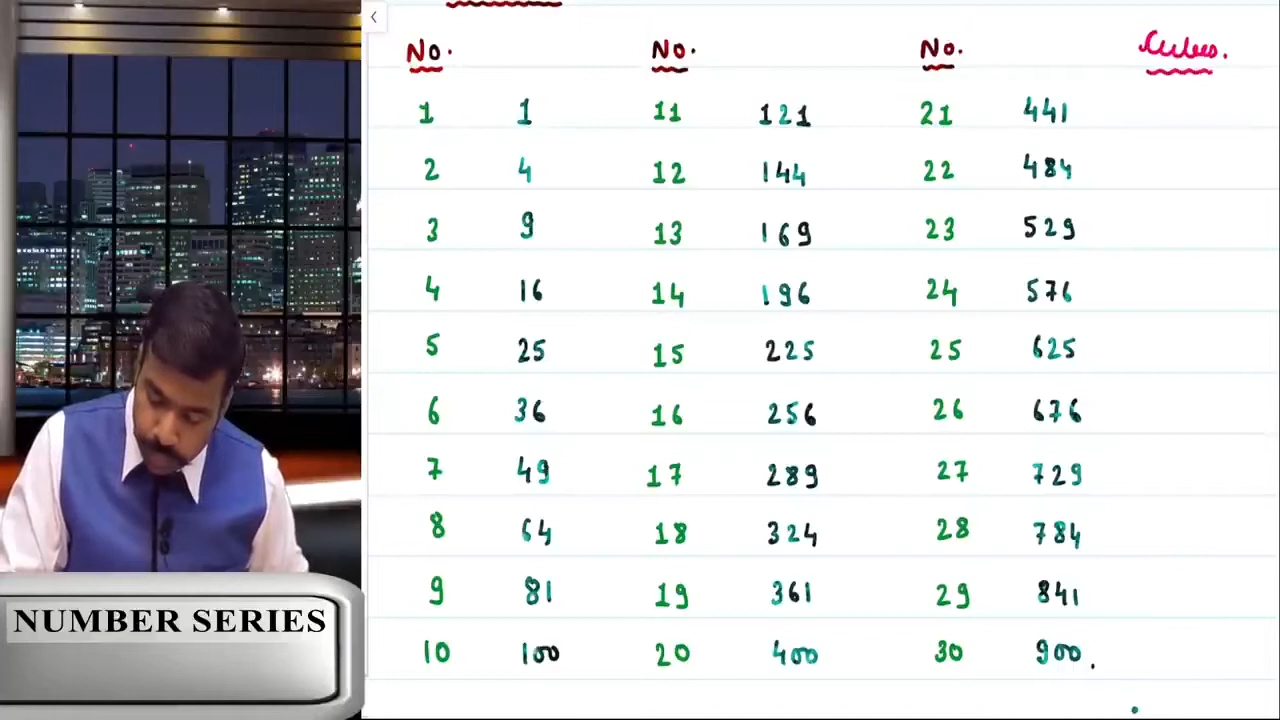 No. No. No. Cubes.
1 1 11 121 21 441
2 4 12 144 22 484
3 9 13 169 23 529
4 16 14 196 24 576
5 25 15 225 25 625
6 36 16 256 26 676
7 49 17 289 27 729
8 64 18 324 28 784
9 81 19 361 29 841
10 100 20 400 30 900.
NUMBER SERIES